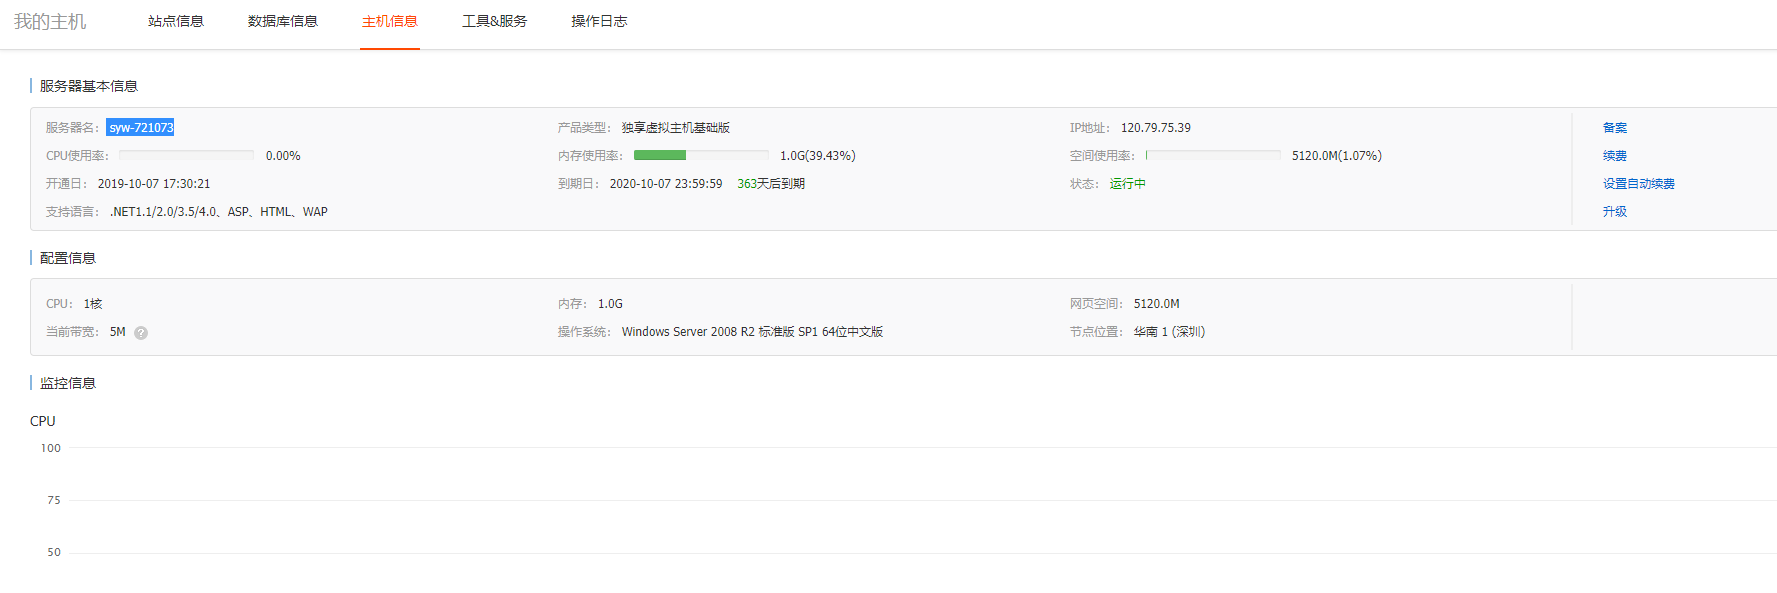 我的主机 站点信息 数据库信息 主机信息 工具&服务 操作日志
服务器基本信息
服务器名： syw-721073 产品类型： 独享虚拟主机基础版 IP地址： 120.79.75.39 备案
CPU使用率： 0.00% 内存使用率： 1.0G(39.43%) 空间使用率： 5120.0M(1.07%) 续费
开通日： 2019-10-07 17:30:21 到期日： 2020-10-07 23:59:59 363天后到期 状态： 运行中 设置自动续费
支持语言： .NET1.1/2.0/3.5/4.0、ASP、HTML、WAP 升级
配置信息
CPU： 1核 内存： 1.0G 网页空间： 5120.0M
当前带宽： 5M ? 操作系统： Windows Server 2008 R2 标准版 SP1 64位中文版 节点位置： 华南 1 (深圳)
监控信息
CPU
100
75
50